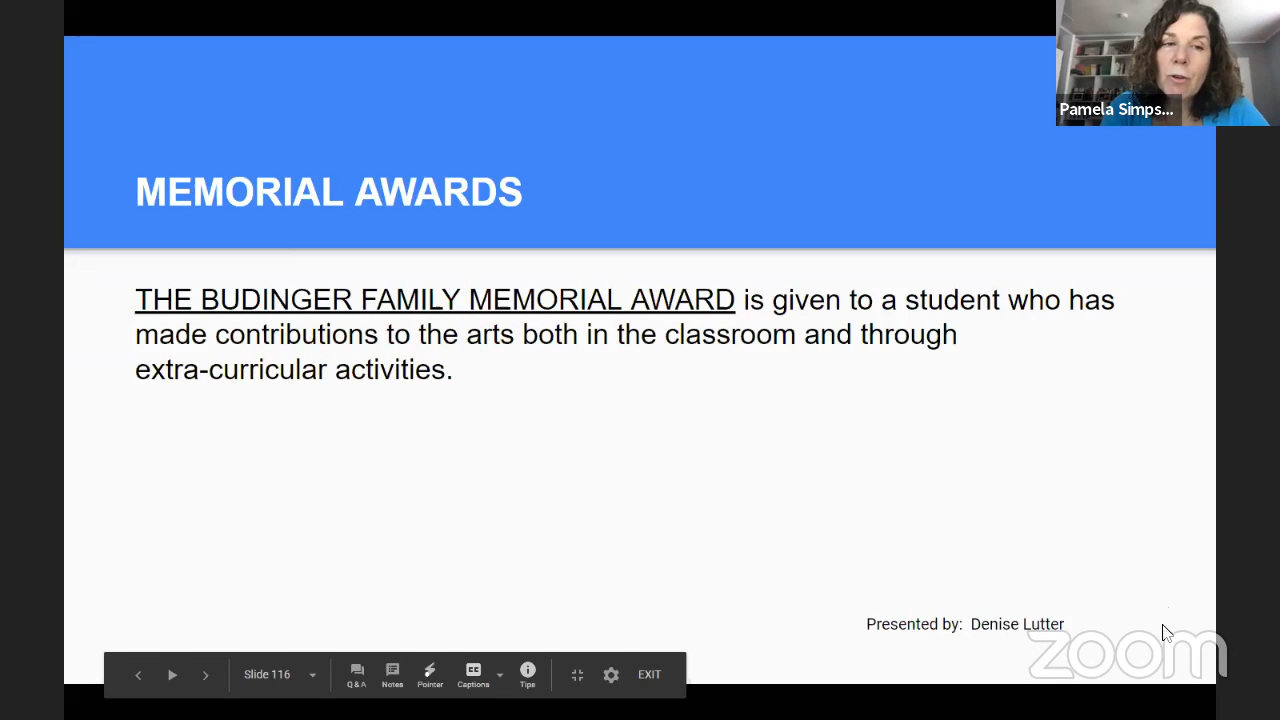 Pamela Simps...
MEMORIAL AWARDS
THE BUDINGER FAMILY MEMORIAL AWARD is given to a student who has
made contributions to the arts both in the classroom and through
extra-curricular activities.
Presented by: Denise Lutter
zoom
Slide 116
Q & A
Notes
Pointer
CC
Captions
Tips
EXIT